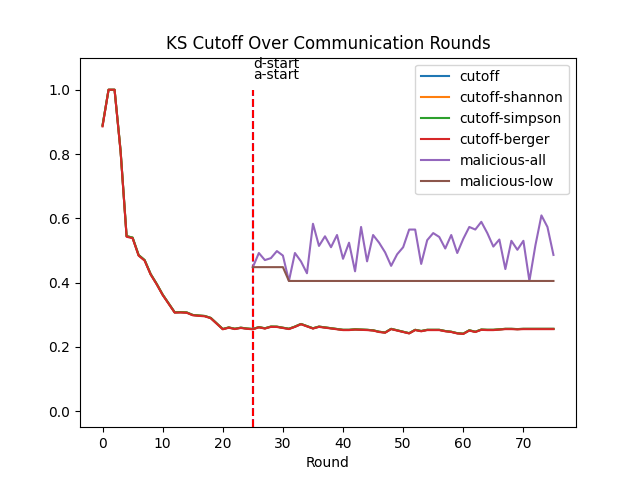 KS Cutoff Over Communication Rounds
d-start
a-start
cutoff
cutoff-shannon
cutoff-simpson
cutoff-berger
malicious-all
malicious-low
1.0
0.8
0.6
0.4
0.2
0.0
0 10 20 30 40 50 60 70
Round